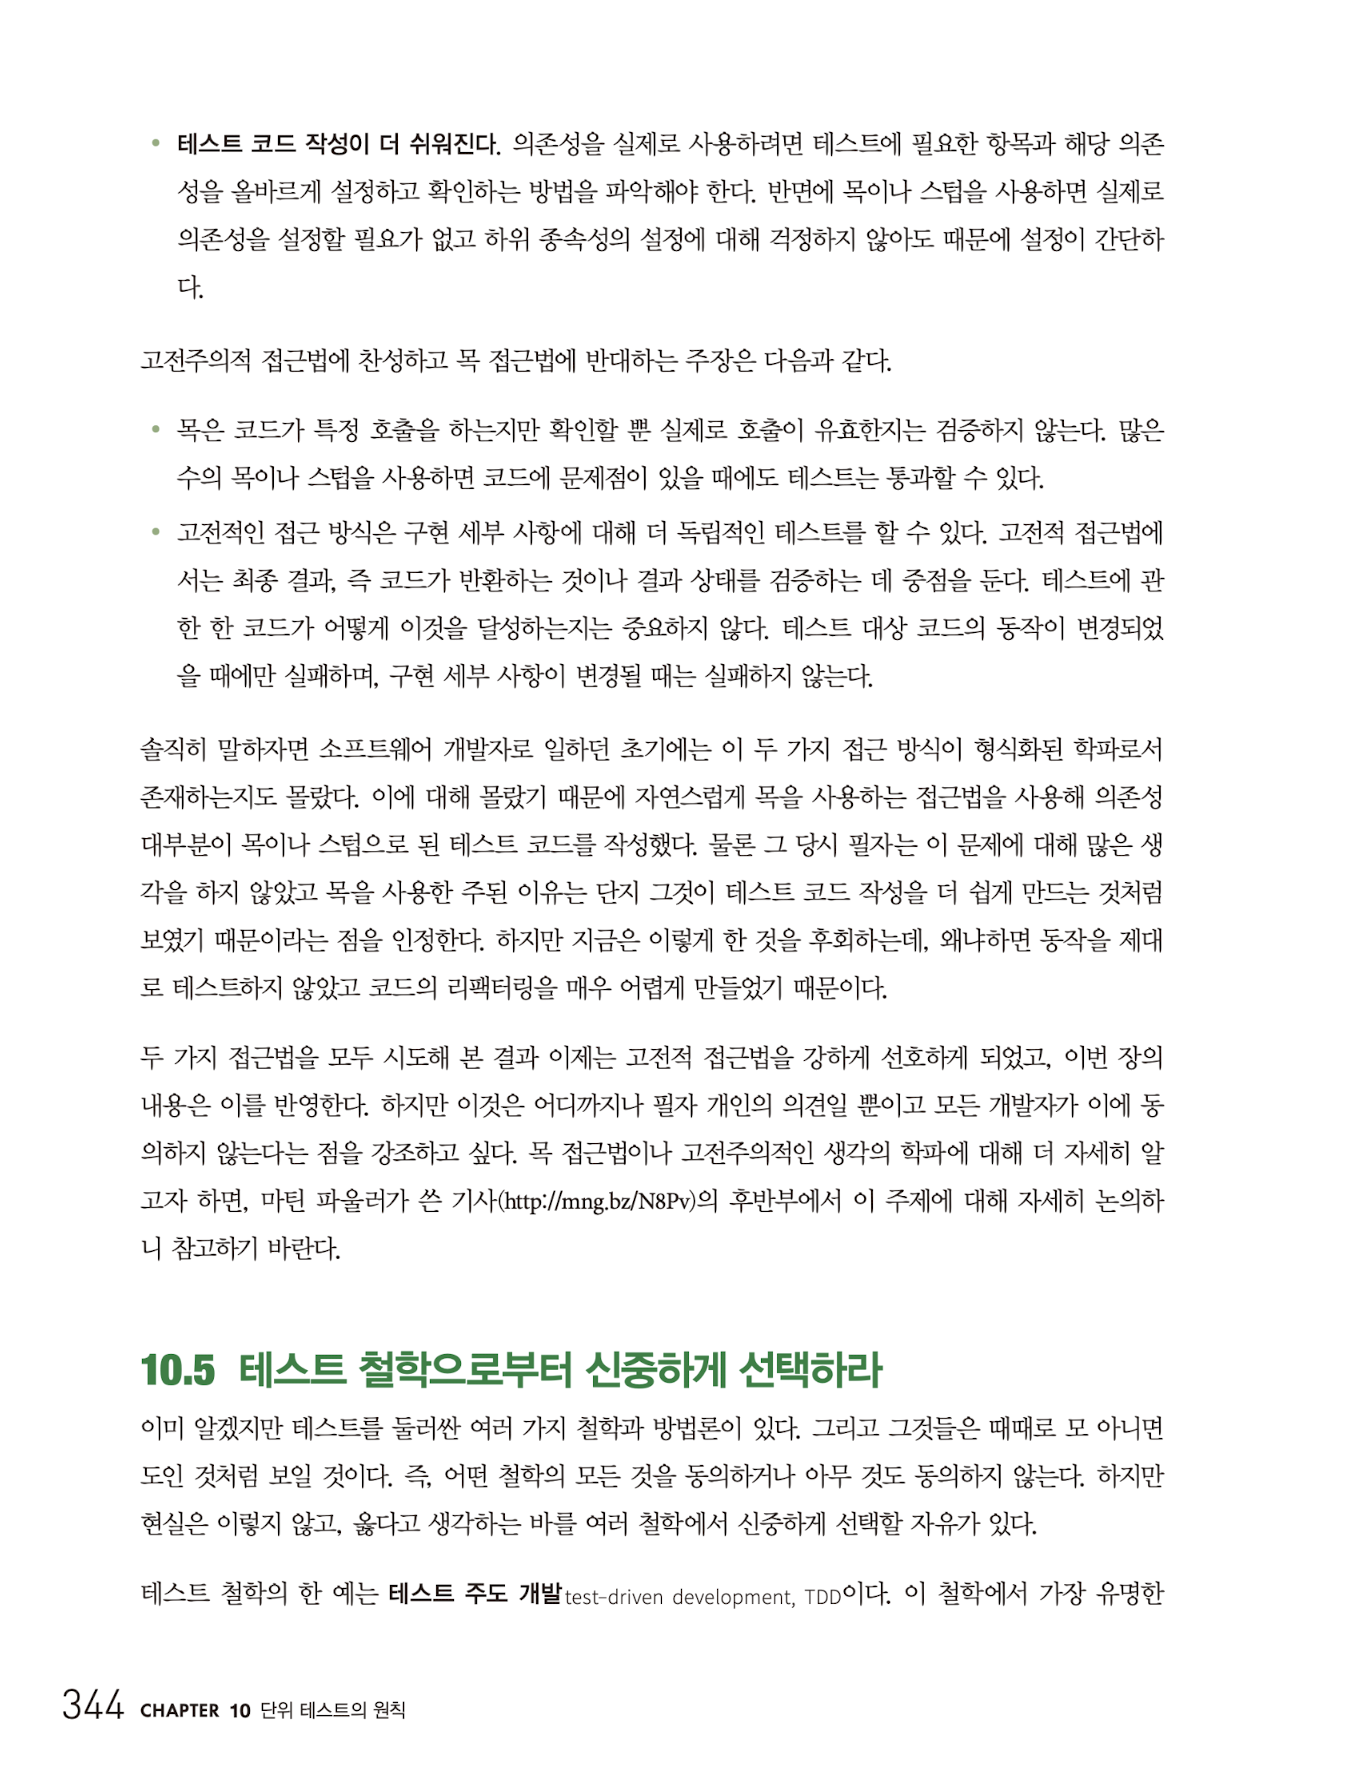 • 테스트 코드 작성이 더 쉬워진다. 의존성을 실제로 사용하려면 테스트에 필요한 항목과 해당 의존
성을 올바르게 설정하고 확인하는 방법을 파악해야 한다. 반면에 목이나 스텁을 사용하면 실제로
의존성을 설정할 필요가 없고 하위 종속성의 설정에 대해 걱정하지 않아도 때문에 설정이 간단하
다.
고전주의적 접근법에 찬성하고 목 접근법에 반대하는 주장은 다음과 같다.
• 목은 코드가 특정 호출을 하는지만 확인할 뿐 실제로 호출이 유효한지는 검증하지 않는다. 많은
수의 목이나 스텁을 사용하면 코드에 문제점이 있을 때에도 테스트는 통과할 수 있다.
• 고전적인 접근 방식은 구현 세부 사항에 대해 더 독립적인 테스트를 할 수 있다. 고전적 접근법에
서는 최종 결과, 즉 코드가 반환하는 것이나 결과 상태를 검증하는 데 중점을 둔다. 테스트에 관
한 한 코드가 어떻게 이것을 달성하는지는 중요하지 않다. 테스트 대상 코드의 동작이 변경되었
을 때에만 실패하며, 구현 세부 사항이 변경될 때는 실패하지 않는다.
솔직히 말하자면 소프트웨어 개발자로 일하던 초기에는 이 두 가지 접근 방식이 형식화된 학파로서
존재하는지도 몰랐다. 이에 대해 몰랐기 때문에 자연스럽게 목을 사용하는 접근법을 사용해 의존성
대부분이 목이나 스텁으로 된 테스트 코드를 작성했다. 물론 그 당시 필자는 이 문제에 대해 많은 생
각을 하지 않았고 목을 사용한 주된 이유는 단지 그것이 테스트 코드 작성을 더 쉽게 만드는 것처럼
보였기 때문이라는 점을 인정한다. 하지만 지금은 이렇게 한 것을 후회하는데, 왜냐하면 동작을 제대
로 테스트하지 않았고 코드의 리팩터링을 매우 어렵게 만들었기 때문이다.
두 가지 접근법을 모두 시도해 본 결과 이제는 고전적 접근법을 강하게 선호하게 되었고, 이번 장의
내용은 이를 반영한다. 하지만 이것은 어디까지나 필자 개인의 의견일 뿐이고 모든 개발자가 이에 동
의하지 않는다는 점을 강조하고 싶다. 목 접근법이나 고전주의적인 생각의 학파에 대해 더 자세히 알
고자 하면, 마틴 파울러가 쓴 기사(http://mng.bz/N8Pv)의 후반부에서 이 주제에 대해 자세히 논의하
니 참고하기 바란다.
10.5 테스트 철학으로부터 신중하게 선택하라
이미 알겠지만 테스트를 둘러싼 여러 가지 철학과 방법론이 있다. 그리고 그것들은 때때로 모 아니면
도인 것처럼 보일 것이다. 즉, 어떤 철학의 모든 것을 동의하거나 아무 것도 동의하지 않는다. 하지만
현실은 이렇지 않고, 옳다고 생각하는 바를 여러 철학에서 신중하게 선택할 자유가 있다.
테스트 철학의 한 예는 테스트 주도 개발test-driven development, TDD이다. 이 철학에서 가장 유명한
344 CHAPTER 10 단위 테스트의 원칙